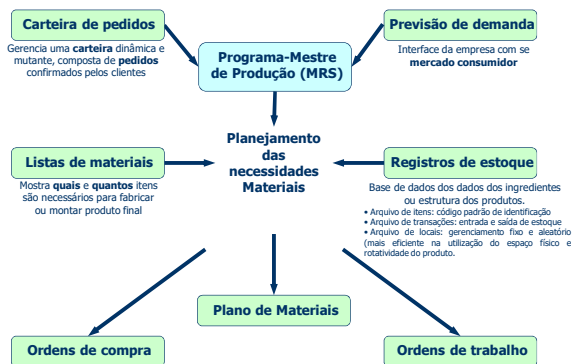 Carteira de pedidos
Gerencia uma carteira dinâmica e
mutante, composta de pedidos
confirmados pelos clientes
Programa-Mestre
de Produção (MRS)
Previsão de demanda
Interface da empresa com se
mercado consumidor
Planejamento
das
necessidades
Materiais
Listas de materiais
Mostra quais e quantos itens
são necessários para fabricar
ou montar produto final
Registros de estoque
Base de dados dos dados dos ingredientes
ou estrutura dos produtos.
• Arquivo de itens: código padrão de identificação
• Arquivo de transações: entrada e saída de estoque
• Arquivo de locais: gerenciamento fixo e aleatório
(mais eficiente na utilização do espaço físico e
rotatividade do produto.
Plano de Materiais
Ordens de compra
Ordens de trabalho